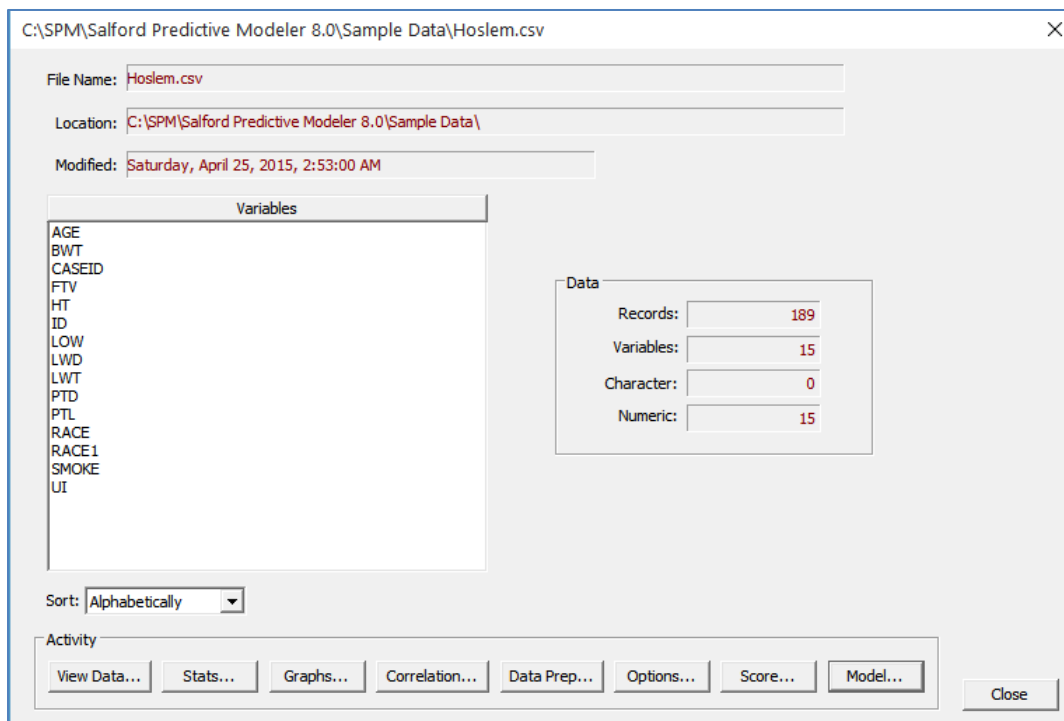 C:\SPM\Salford Predictive Modeler 8.0\Sample Data\Hoslem.csv
File Name: Hoslem.csv
Location: C:\SPM\Salford Predictive Modeler 8.0\Sample Data\
Modified: Saturday, April 25, 2015, 2:53:00 AM
Variables
AGE
BWT
CASEID
FTV
HT
ID
LOW
LWD
LWT
PTD
PTL
RACE
RACE1
SMOKE
UI
Data
Records: 189
Variables: 15
Character: 0
Numeric: 15
Sort: Alphabetically
Activity
View Data... Stats... Graphs... Correlation... Data Prep... Options... Score... Model...
Close